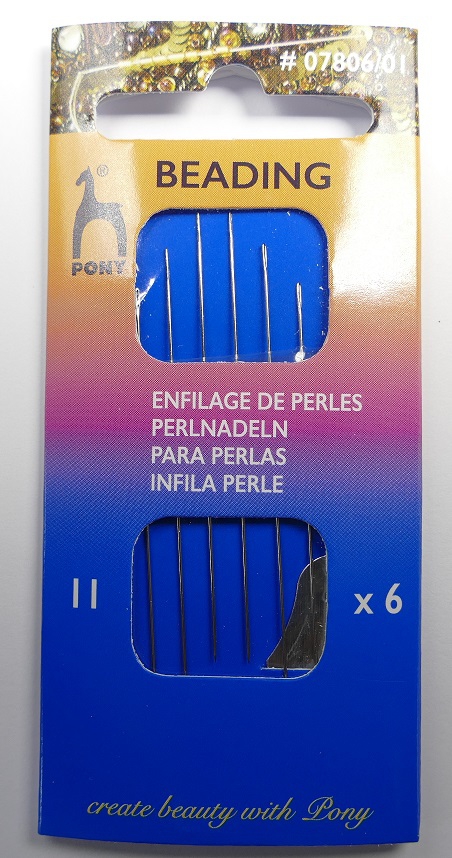 # 07806/01
BEADING
®
PONY
ENFILAGE DE PERLES
PERLNADELN
PARA PERLAS
INFILA PERLE
11 x 6
create beauty with Pony